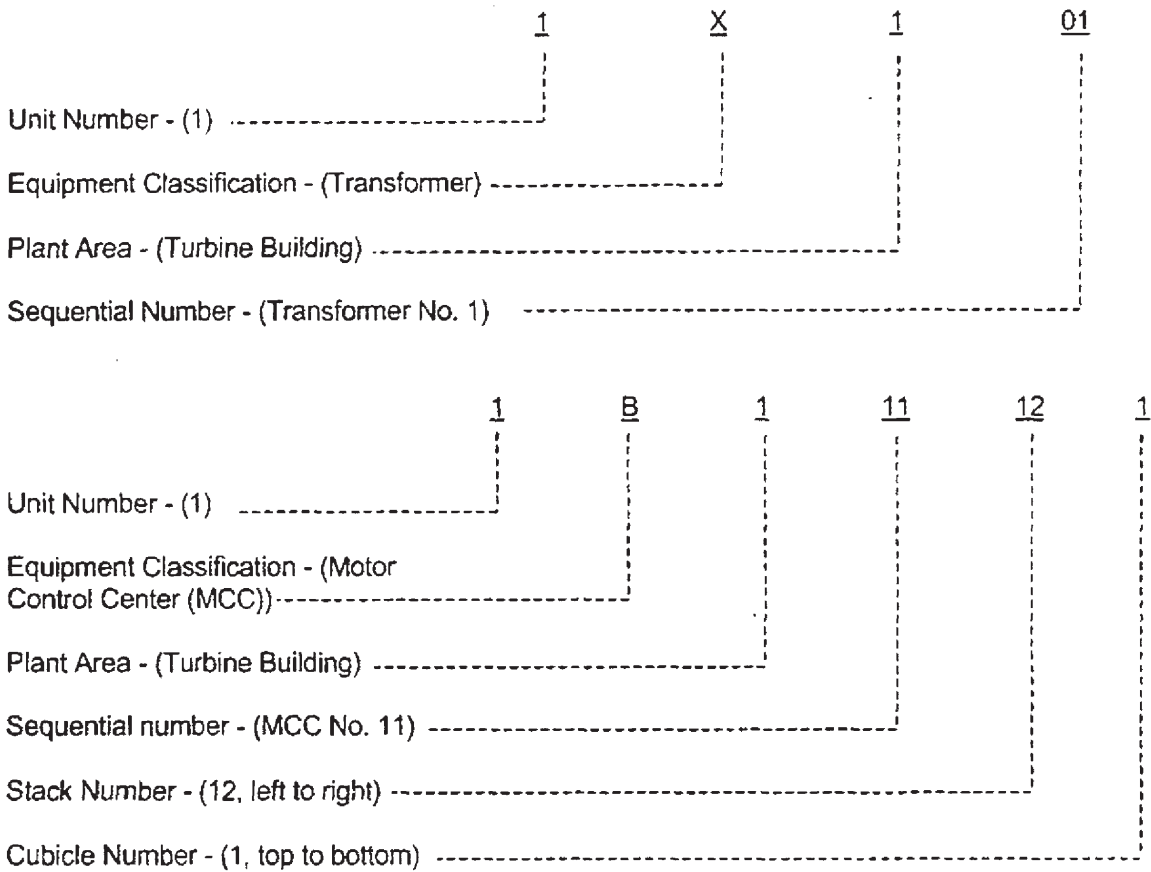 1 X 1 01
Unit Number - (1)
Equipment Classification - (Transformer)
Plant Area - (Turbine Building)
Sequential Number - (Transformer No. 1)
1 B 1 11 12 1
Unit Number - (1)
Equipment Classification - (Motor
Control Center (MCC))
Plant Area - (Turbine Building)
Sequential number - (MCC No. 11)
Stack Number - (12, left to right)
Cubicle Number - (1, top to bottom)